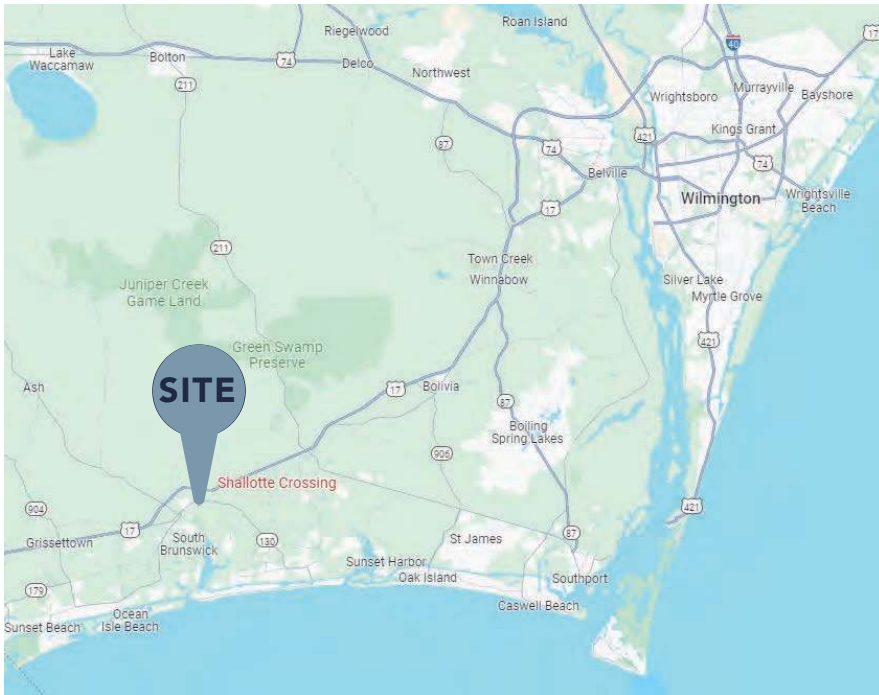 Roan Island
Riegelwood
17
Lake
Waccamaw
Bolton
74
Delco
40
Northwest
211
Wrightsboro
Murrayville
Bayshore
Kings Grant
421
87
74
74
Belville
Wilmington
Wrightsville
Beach
17
211
Town Creek
Winnabow
Juniper Creek
Game Land
Silver Lake
Myrtle Grove
Green Swamp
Preserve
421
SITE
Ash
17
Bolivia
87
Boiling
Spring Lakes
906
Shallotte Crossing
904
421
17
Grissettown
South
Brunswick
130
St James
87
Sunset Harbor
Oak Island
Southport
179
Caswell Beach
Ocean
Isle Beach
Sunset Beach